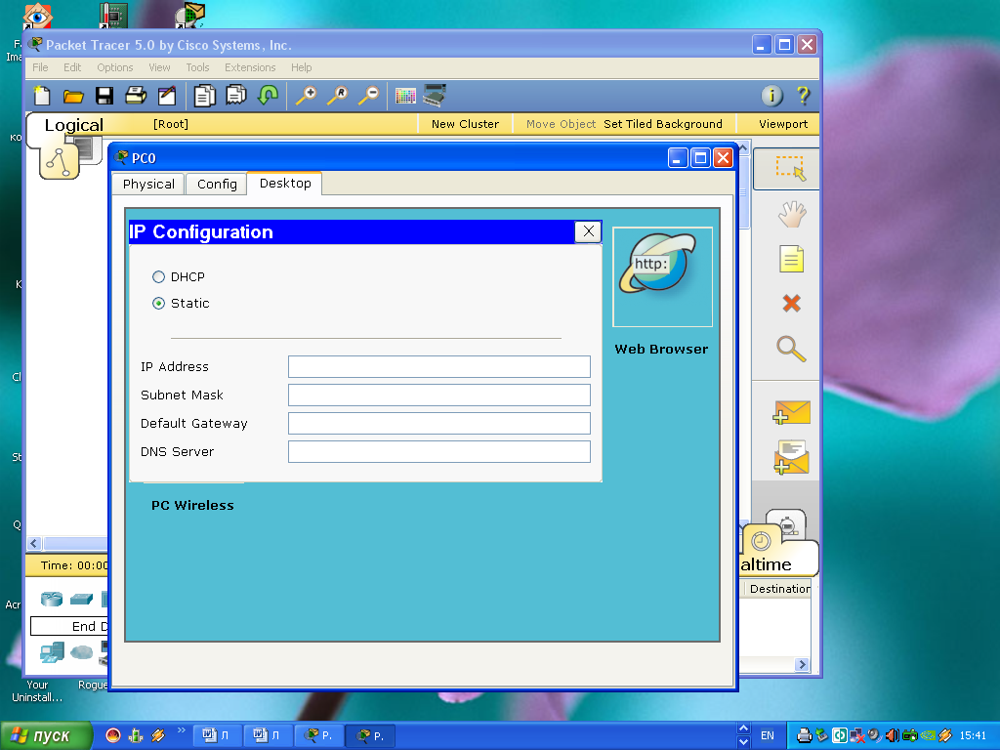 Packet Tracer 5.0 by Cisco Systems, Inc.
File Edit Options View Tools Extensions Help
Logical [Root] New Cluster Move Object Set Tiled Background Viewport
PC0
Physical Config Desktop
IP Configuration
http:
DHCP
Static
Web Browser
IP Address
Subnet Mask
Default Gateway
DNS Server
PC Wireless
Time: 00:00
altime
Destination
End D
Your
Uninstall...
Rogue
пуск
Л
Л
P.
P.
EN
15:41